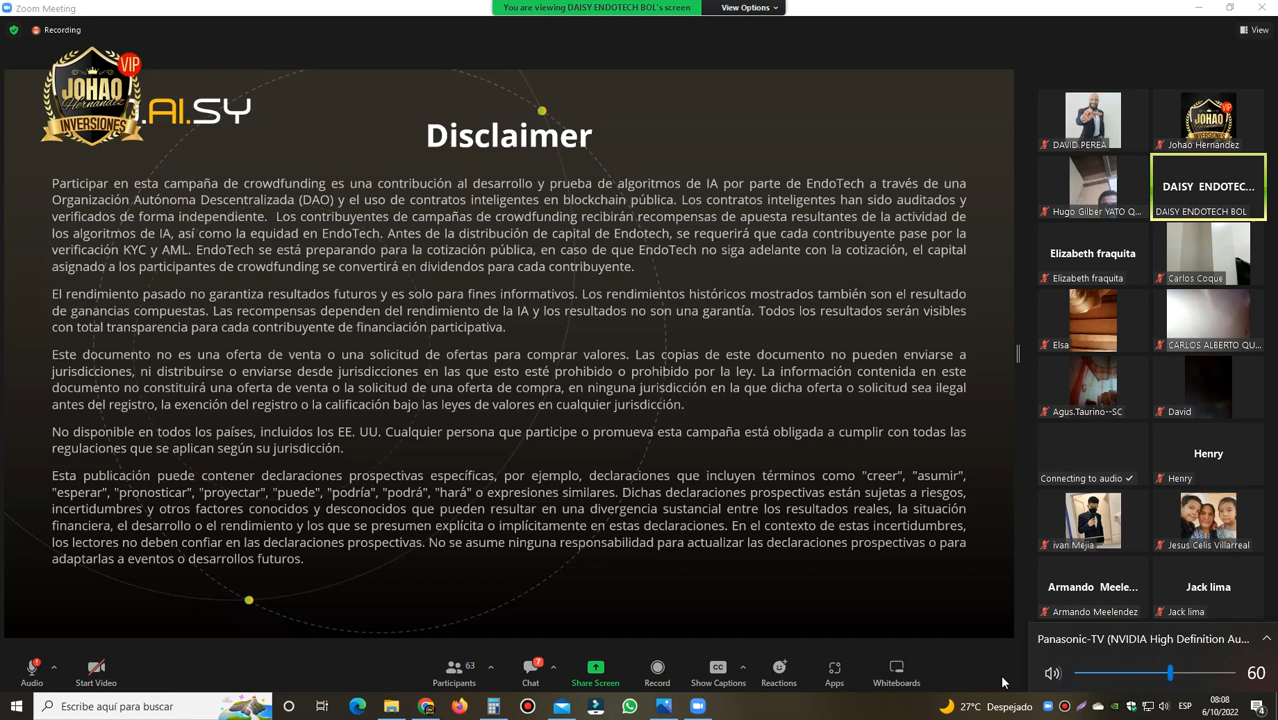 Zoom Meeting
You are viewing DAISY ENDOTECH BOL's screen
View Options
Recording
View
VIP
JOHAO
Hernández
INVERSIONES
.AI.SY
Disclaimer
Participar en esta campaña de crowdfunding es una contribución al desarrollo y prueba de algoritmos de IA por parte de EndoTech a través de una
Organización Autónoma Descentralizada (DAO) y el uso de contratos inteligentes en blockchain pública. Los contratos inteligentes han sido auditados y
verificados de forma independiente. Los contribuyentes de campañas de crowdfunding recibirán recompensas de apuesta resultantes de la actividad de
los algoritmos de IA, así como la equidad en EndoTech. Antes de la distribución de capital de Endotech, se requerirá que cada contribuyente pase por la
verificación KYC y AML. EndoTech se está preparando para la cotización pública, en caso de que EndoTech no siga adelante con la cotización, el capital
asignado a los participantes de crowdfunding se convertirá en dividendos para cada contribuyente.
El rendimiento pasado no garantiza resultados futuros y es solo para fines informativos. Los rendimientos históricos mostrados también son el resultado
de ganancias compuestas. Las recompensas dependen del rendimiento de la IA y los resultados no son una garantía. Todos los resultados serán visibles
con total transparencia para cada contribuyente de financiación participativa.
Este documento no es una oferta de venta o una solicitud de ofertas para comprar valores. Las copias de este documento no pueden enviarse a
jurisdicciones, ni distribuirse o enviarse desde jurisdicciones en las que esto esté prohibido o prohibido por la ley. La información contenida en este
documento no constituirá una oferta de venta o la solicitud de una oferta de compra, en ninguna jurisdicción en la que dicha oferta o solicitud sea ilegal
antes del registro, la exención del registro o la calificación bajo las leyes de valores en cualquier jurisdicción.
No disponible en todos los países, incluidos los EE. UU. Cualquier persona que participe o promueva esta campaña está obligada a cumplir con todas las
regulaciones que se aplican según su jurisdicción.
Esta publicación puede contener declaraciones prospectivas específicas, por ejemplo, declaraciones que incluyen términos como "creer", "asumir",
"esperar", "pronosticar", "proyectar", "puede", "podría", "podrá", "hará" o expresiones similares. Dichas declaraciones prospectivas están sujetas a riesgos,
incertidumbres y otros factores conocidos y desconocidos que pueden resultar en una divergencia sustancial entre los resultados reales, la situación
financiera, el desarrollo o el rendimiento y los que se presumen explícita o implícitamente en estas declaraciones. En el contexto de estas incertidumbres,
los lectores no deben confiar en las declaraciones prospectivas. No se asume ninguna responsabilidad para actualizar las declaraciones prospectivas o para
adaptarlas a eventos o desarrollos futuros.
DAVID PEREA
Johao Hernández
Hugo Gilber YATO Q...
DAISY ENDOTEC...
DAISY ENDOTECH BOL
Elizabeth fraquita
Elizabeth fraquita
Carlos Coque
Elsa
CARLOS ALBERTO QU...
Agus.Taurino--SC
David
Connecting to audio
Henry
Henry
ivan Mejia
Jesus Celis Villarreal
Armando Meele...
Armando Meelendez
Jack lima
Jack lima
Panasonic-TV (NVIDIA High Definition Au...
60
Audio
Start Video
63
Participants
7
Chat
Share Screen
Record
CC
Show Captions
Reactions
Apps
Whiteboards
Escribe aquí para buscar
27°C Despejado
ESP
08:08
6/10/2022
4